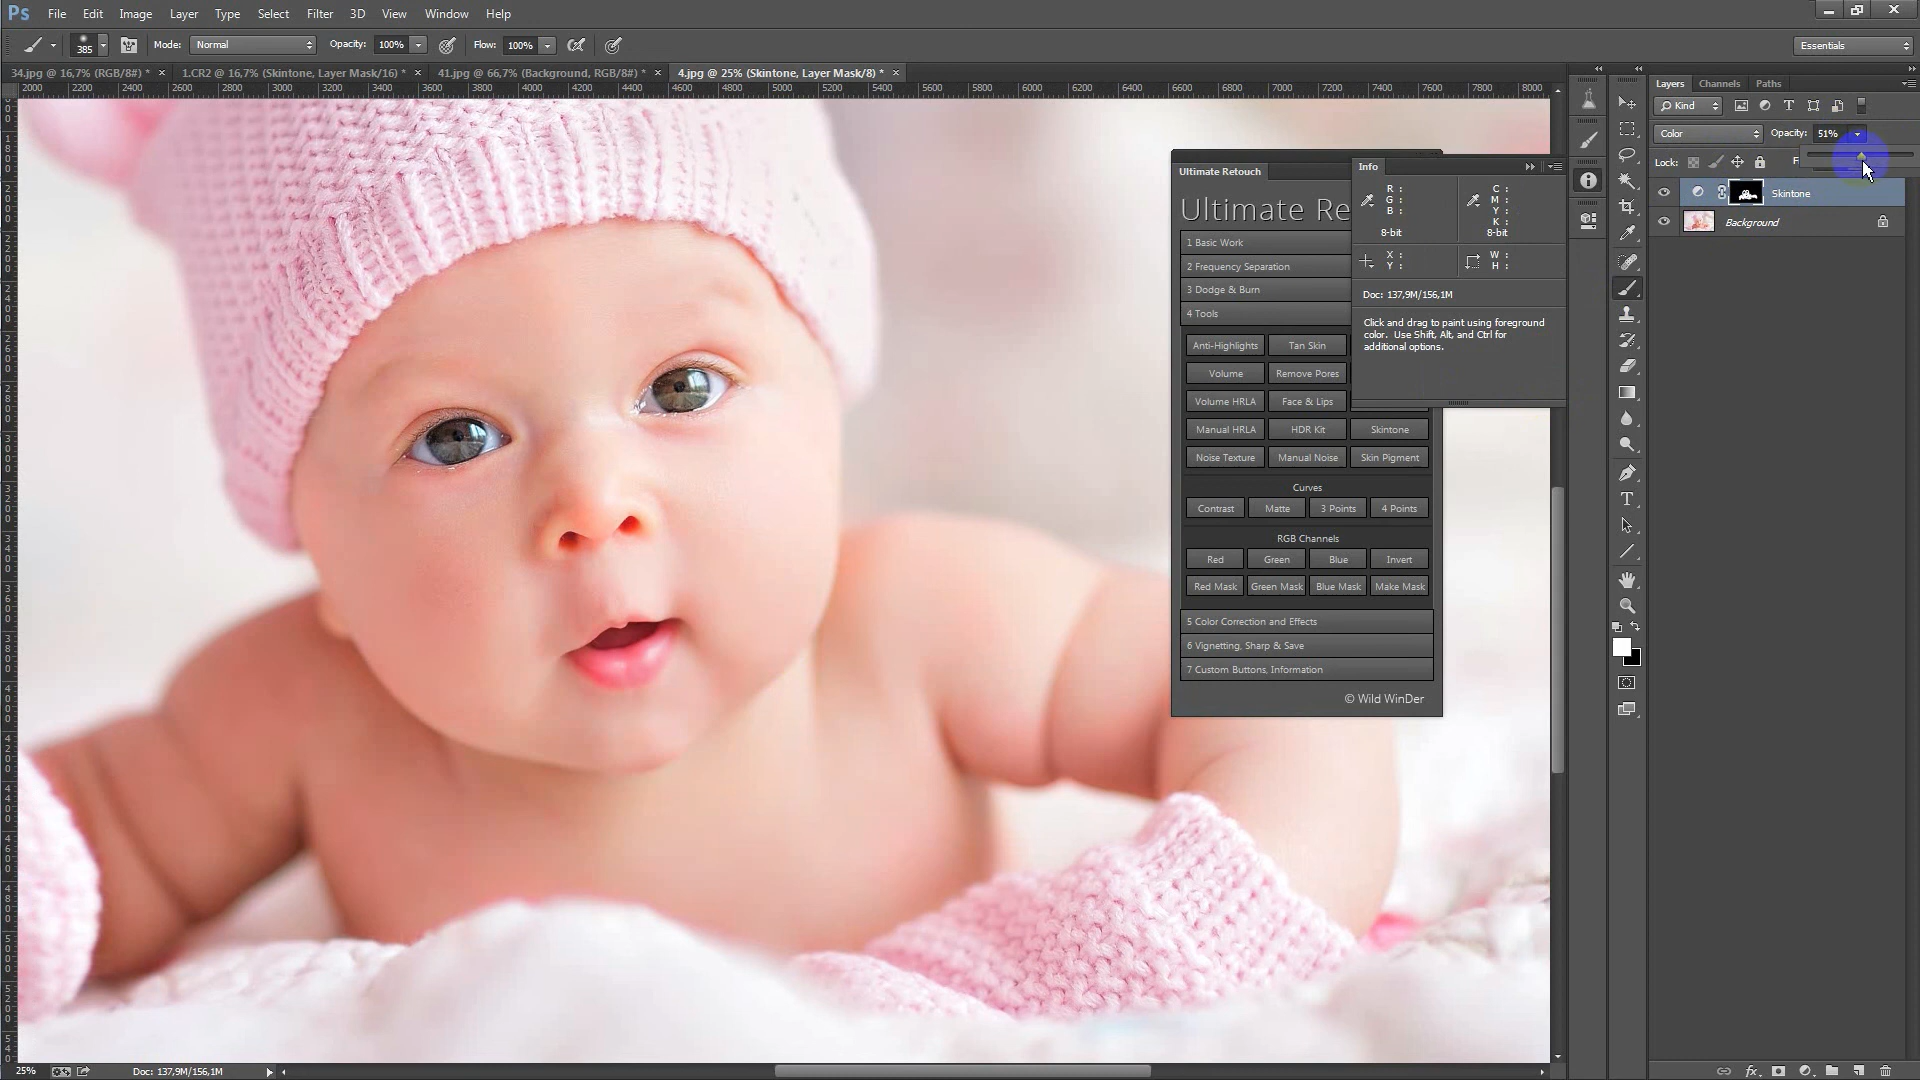 Ps File Edit Image Layer Type Select Filter 3D View Window Help
385 Mode: Normal Opacity: 100% Flow: 100% Essentials
34.jpg @ 16,7% (RGB/8#) * × 1.CR2 @ 16,7% (Skintone, Layer Mask/16) * × 41.jpg @ 66,7% (Background, RGB/8#) * × 4.jpg @ 25% (Skintone, Layer Mask/8) * ×
2000 2200 2400 2600 2800 3000 3200 3400 3600 3800 4000 4200 4400 4600 4800 5000 5200 5400 5600 5800 6000 6200 6400 6600 6800 7000 7200 7400 7600 7800 8000
Layers Channels Paths
Kind
Color Opacity: 51%
Lock: F
Skintone
Background
Info
R :
G :
B :
8-bit
C :
M :
Y :
K :
8-bit
X :
Y :
W :
H :
Doc: 137,9M/156,1M
Click and drag to paint using foreground
color. Use Shift, Alt, and Ctrl for
additional options.
Ultimate Retouch
Ultimate Re
1 Basic Work
2 Frequency Separation
3 Dodge & Burn
4 Tools
Anti-Highlights Tan Skin
Volume Remove Pores
Volume HRLA Face & Lips
Manual HRLA HDR Kit Skintone
Noise Texture Manual Noise Skin Pigment
Curves
Contrast Matte 3 Points 4 Points
RGB Channels
Red Green Blue Invert
Red Mask Green Mask Blue Mask Make Mask
5 Color Correction and Effects
6 Vignetting, Sharp & Save
7 Custom Buttons, Information
© Wild WinDer
25% Doc: 137,9M/156,1M